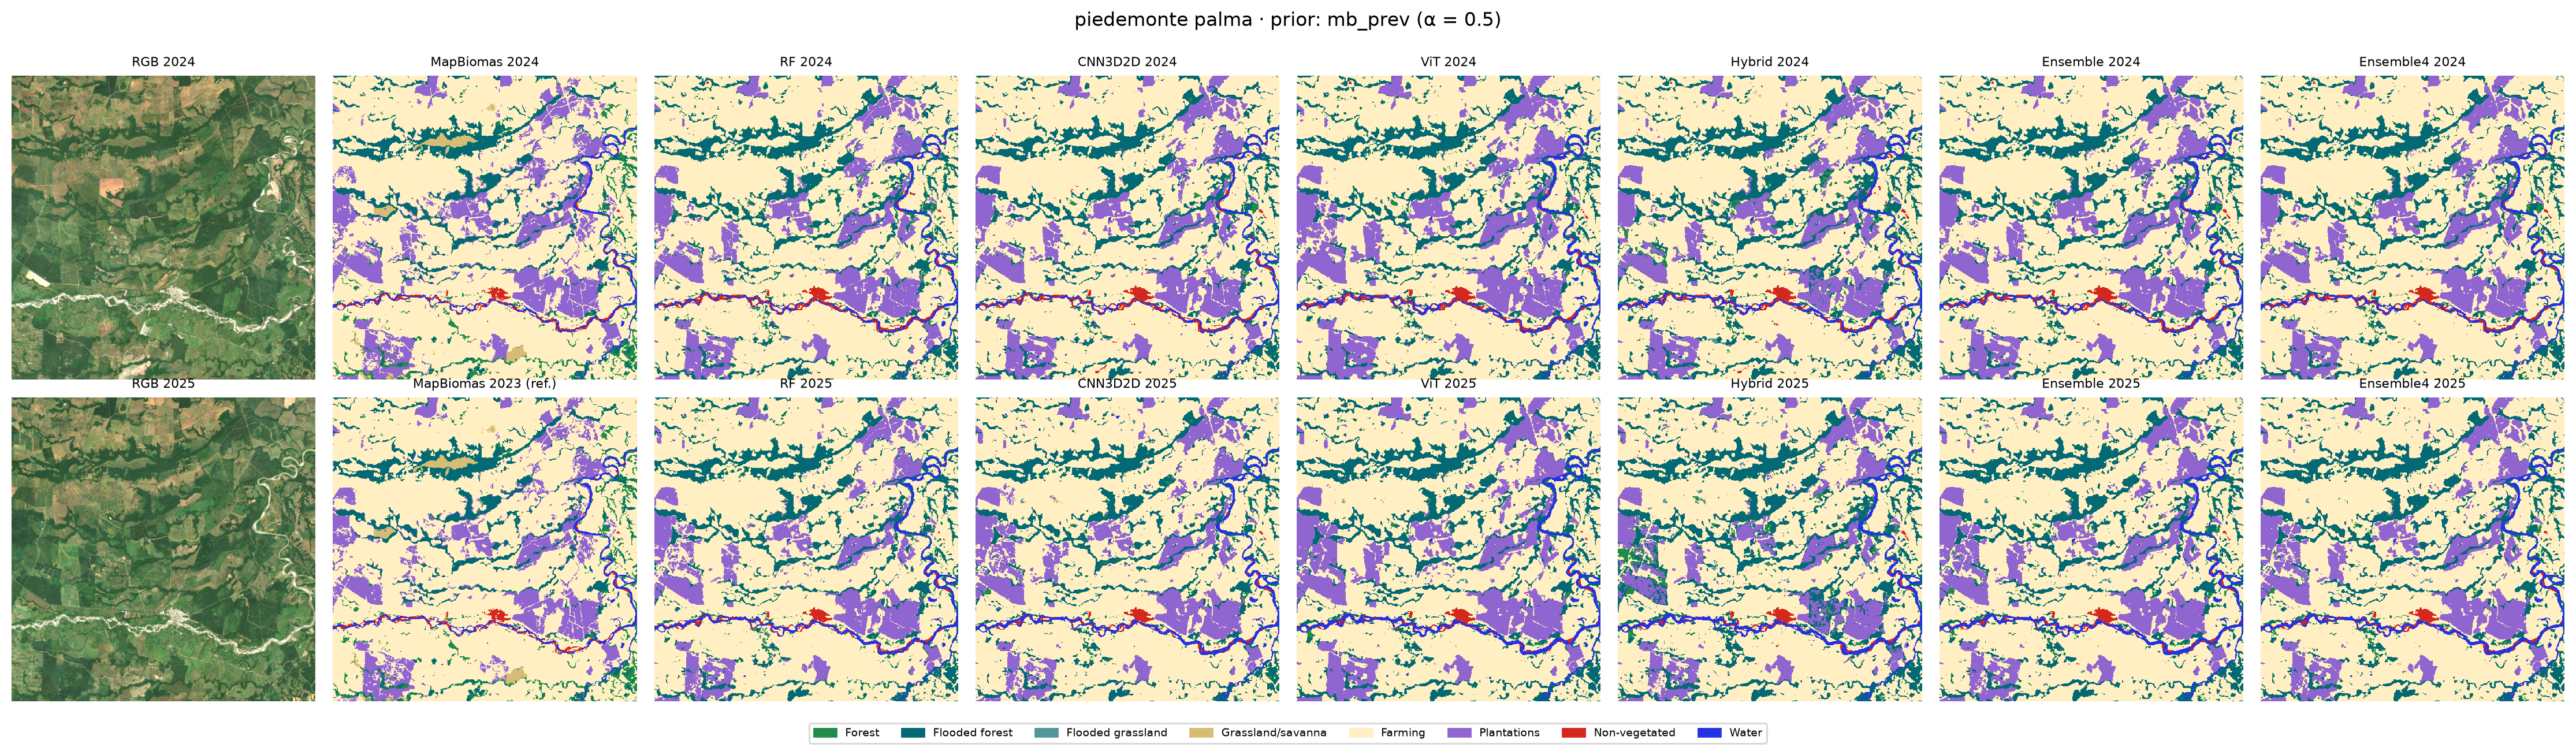 piedemonte palma · prior: mb_prev (α = 0.5)
RGB 2024
MapBiomas 2024
RF 2024
CNN3D2D 2024
ViT 2024
Hybrid 2024
Ensemble 2024
Ensemble4 2024
RGB 2025
MapBiomas 2023 (ref.)
RF 2025
CNN3D2D 2025
ViT 2025
Hybrid 2025
Ensemble 2025
Ensemble4 2025
Forest
Flooded forest
Flooded grassland
Grassland/savanna
Farming
Plantations
Non-vegetated
Water